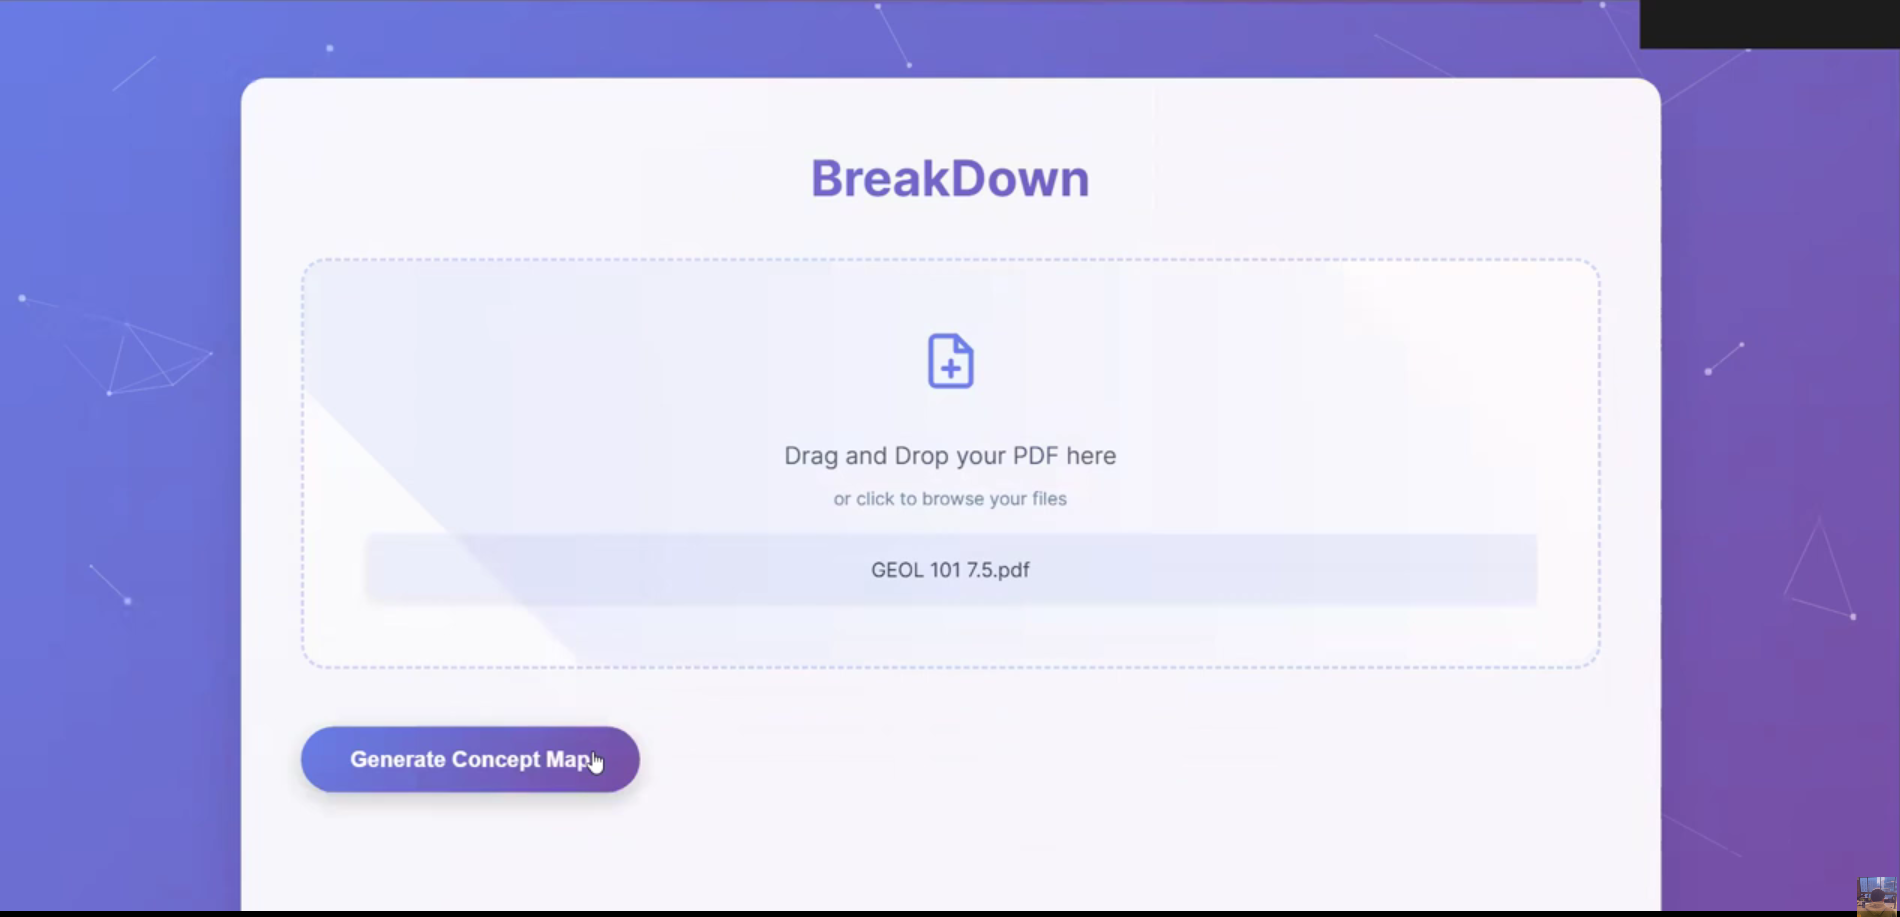 BreakDown
Drag and Drop your PDF here
or click to browse your files
GEOL 101 7.5.pdf
Generate Concept Map